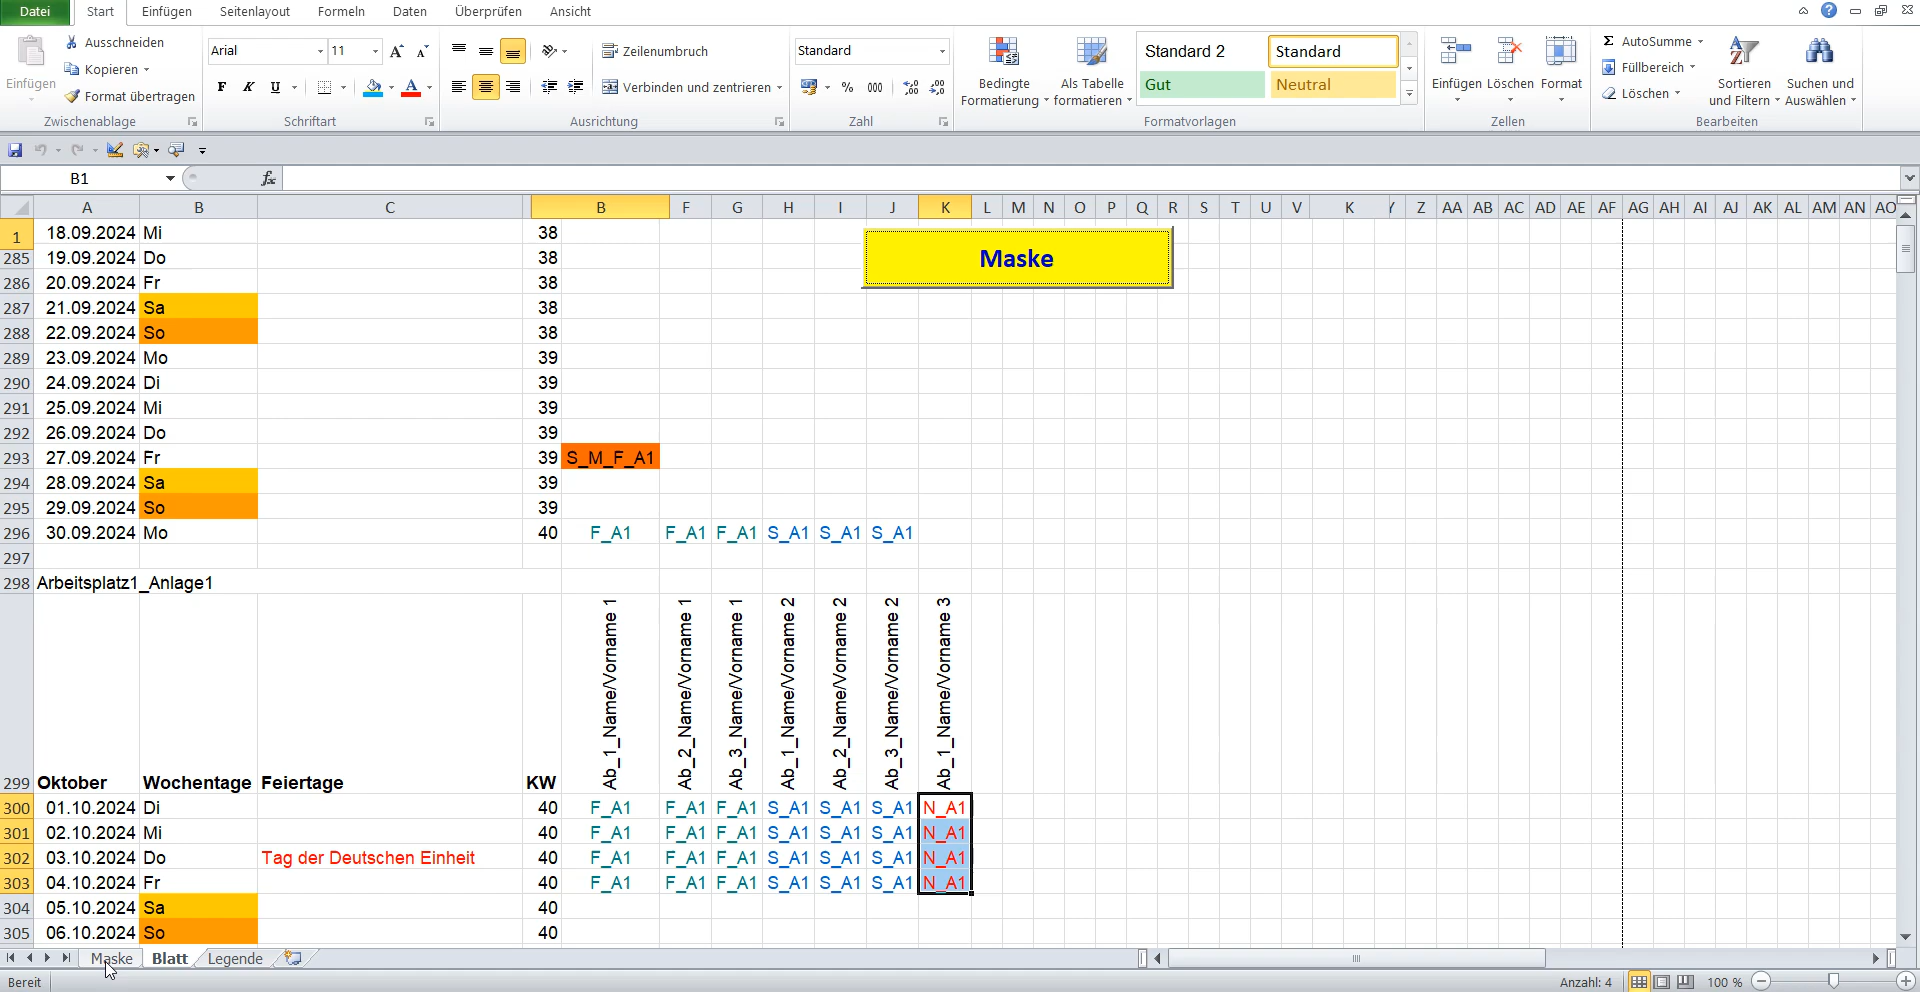 Datei Start Einfügen Seitenlayout Formeln Daten Überprüfen Ansicht
Einfügen
Ausschneiden
Kopieren
Format übertragen
Zwischenablage
Arial 11
F K U
Schriftart
Zeilenumbruch
Verbinden und zentrieren
Ausrichtung
Standard
% 000
Zahl
Bedingte Formatierung
Als Tabelle formatieren
Standard 2 Standard
Gut Neutral
Formatvorlagen
Einfügen Löschen Format
Zellen
AutoSumme
Füllbereich
Löschen
Sortieren und Filtern
Suchen und Auswählen
Bearbeiten
B1 fx
A B C B F G H I J K L M N O P Q R S T U V K Y Z AA AB AC AD AE AF AG AH AI AJ AK AL AM AN AO
1 18.09.2024 Mi 38
Maske
285 19.09.2024 Do 38
286 20.09.2024 Fr 38
287 21.09.2024 Sa 38
288 22.09.2024 So 38
289 23.09.2024 Mo 39
290 24.09.2024 Di 39
291 25.09.2024 Mi 39
292 26.09.2024 Do 39
293 27.09.2024 Fr 39 S_M_F_A1
294 28.09.2024 Sa 39
295 29.09.2024 So 39
296 30.09.2024 Mo 40 F_A1 F_A1 F_A1 S_A1 S_A1 S_A1
297
298 Arbeitsplatz1_Anlage1
299 Oktober Wochentage Feiertage KW Ab_1_Name/Vorname 1 Ab_2_Name/Vorname 1 Ab_3_Name/Vorname 1 Ab_1_Name/Vorname 2 Ab_2_Name/Vorname 2 Ab_3_Name/Vorname 2 Ab_1_Name/Vorname 3
300 01.10.2024 Di 40 F_A1 F_A1 F_A1 S_A1 S_A1 S_A1 N_A1
301 02.10.2024 Mi 40 F_A1 F_A1 F_A1 S_A1 S_A1 S_A1 N_A1
302 03.10.2024 Do Tag der Deutschen Einheit 40 F_A1 F_A1 F_A1 S_A1 S_A1 S_A1 N_A1
303 04.10.2024 Fr 40 F_A1 F_A1 F_A1 S_A1 S_A1 S_A1 N_A1
304 05.10.2024 Sa 40
305 06.10.2024 So 40
Maske Blatt Legende
Bereit Anzahl: 4 100 %